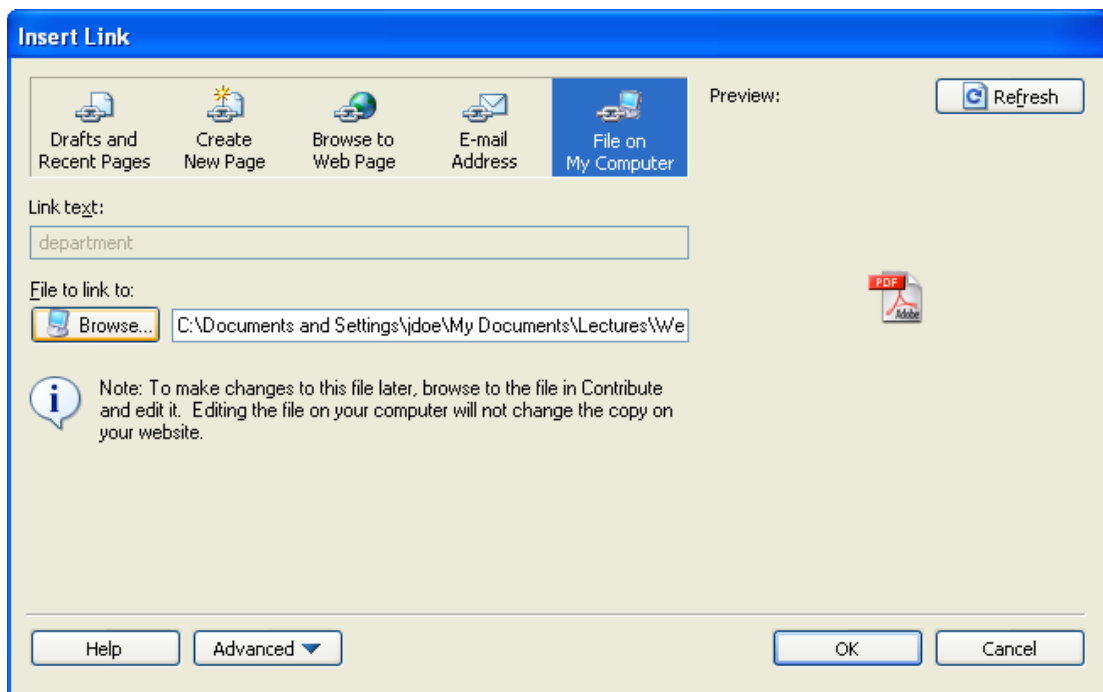 Insert Link
Drafts and
Recent Pages
Create
New Page
Browse to
Web Page
E-mail
Address
File on
My Computer
Preview:
Refresh
Link text:
department
File to link to:
Browse...
C:\Documents and Settings\jdoe\My Documents\Lectures\We
PDF
Adobe
Note: To make changes to this file later, browse to the file in Contribute
and edit it. Editing the file on your computer will not change the copy on
your website.
Help
Advanced
OK
Cancel